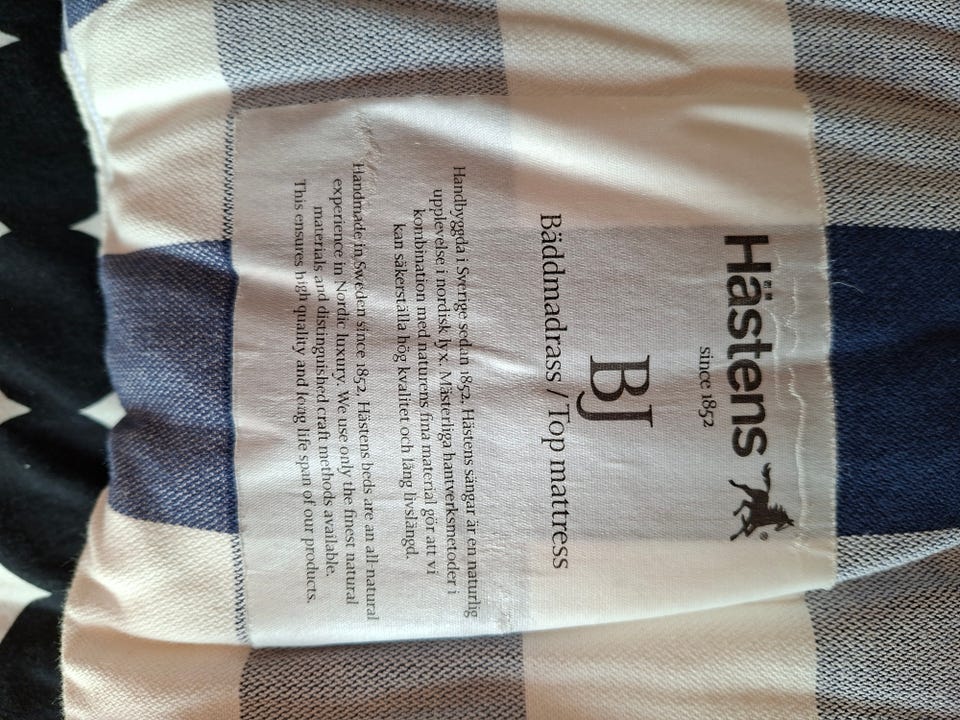 Hästens
since 1852
BJ
Bäddmadrass / Top mattress
Handbyggda i Sverige sedan 1852. Hästens sängar är en naturlig
upplevelse i nordisk lyx. Mästerliga hantverksmetoder i
kombination med naturens fina material gör att vi
kan säkerställa hög kvalitet och lång livslängd.
Handmade in Sweden since 1852, Hästens beds are an all-natural
experience in Nordic luxury. We use only the finest natural
materials and distinguished craft methods available.
This ensures high quality and long life span of our products.